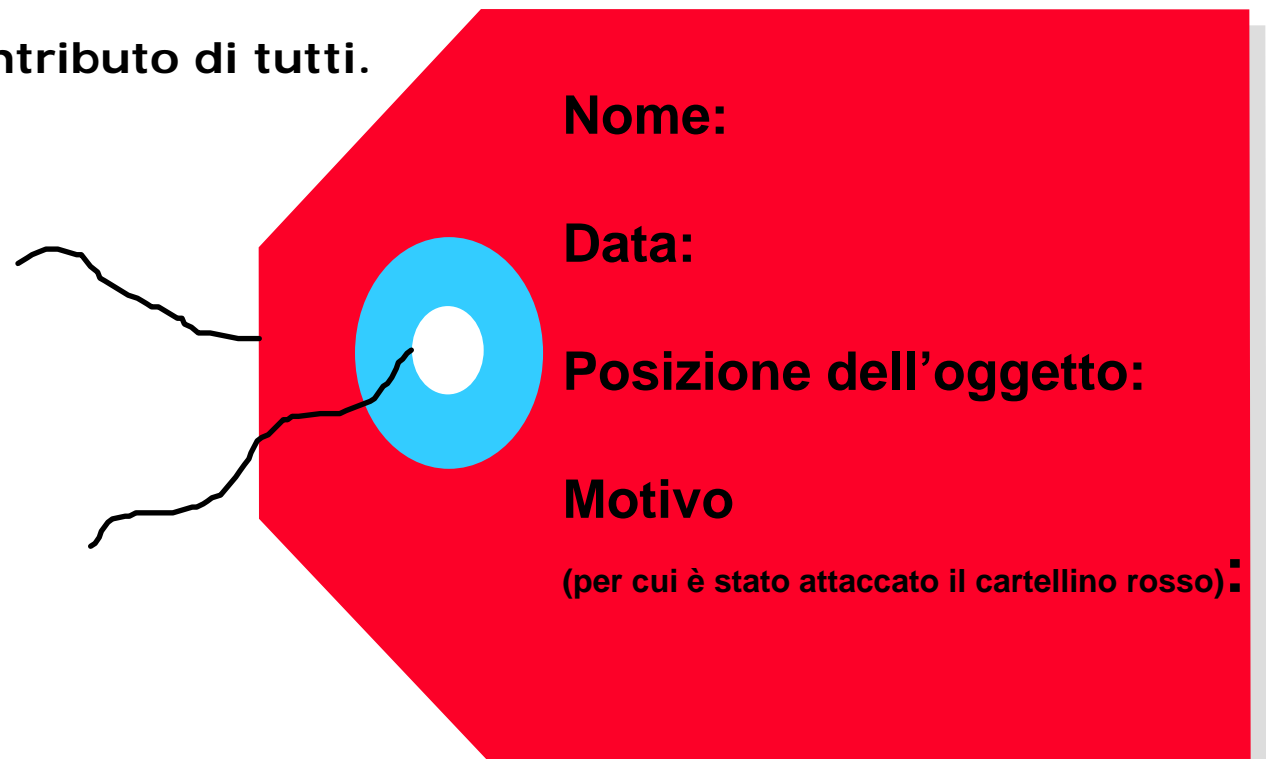 ntributo di tutti.
Nome:
Data:
Posizione dell’oggetto:
Motivo
(per cui è stato attaccato il cartellino rosso):